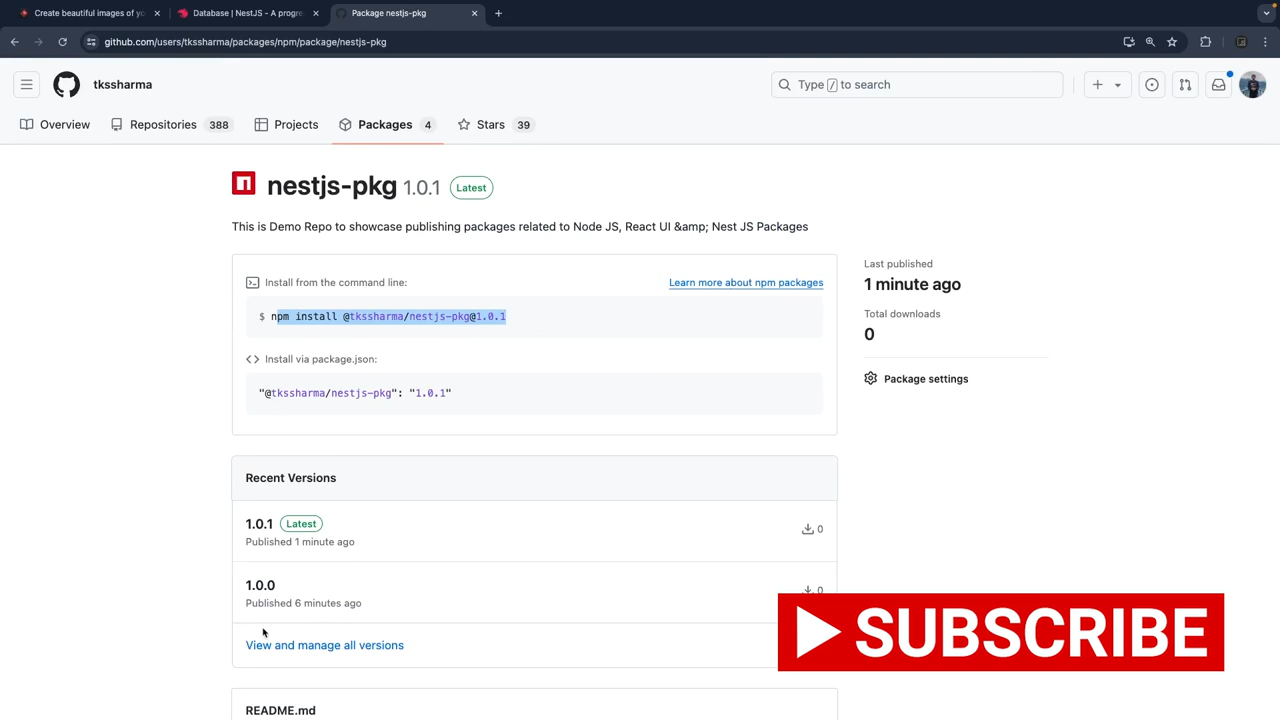 Create beautiful images of yo
Database | NestJS - A progre
Package nestjs-pkg
github.com/users/tkssharma/packages/npm/package/nestjs-pkg
tkssharma
Type / to search
Overview
Repositories 388
Projects
Packages 4
Stars 39
nestjs-pkg 1.0.1 Latest
This is Demo Repo to showcase publishing packages related to Node JS, React UI &amp; Nest JS Packages
Install from the command line:
Learn more about npm packages
$ npm install @tkssharma/nestjs-pkg@1.0.1
Install via package.json:
"@tkssharma/nestjs-pkg": "1.0.1"
Last published
1 minute ago
Total downloads
0
Package settings
Recent Versions
1.0.1 Latest
Published 1 minute ago
0
1.0.0
Published 6 minutes ago
0
View and manage all versions
SUBSCRIBE
README.md